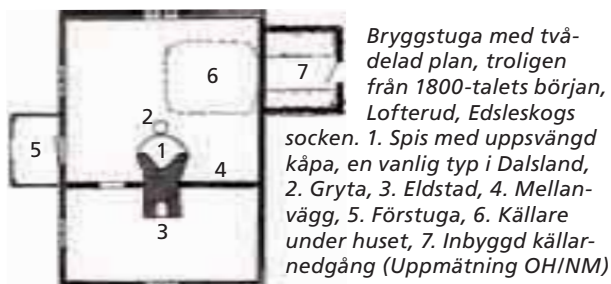 Bryggstuga med två-
delad plan, troligen
från 1800-talets början,
Lofterud, Edsleskogs
socken. 1. Spis med uppsvängd
kåpa, en vanlig typ i Dalsland,
2. Gryta, 3. Eldstad, 4. Mellan-
vägg, 5. Förstuga, 6. Källare
under huset, 7. Inbyggd källar-
nedgång (Uppmätning OH/NM)
6
7
2
5
1
4
3